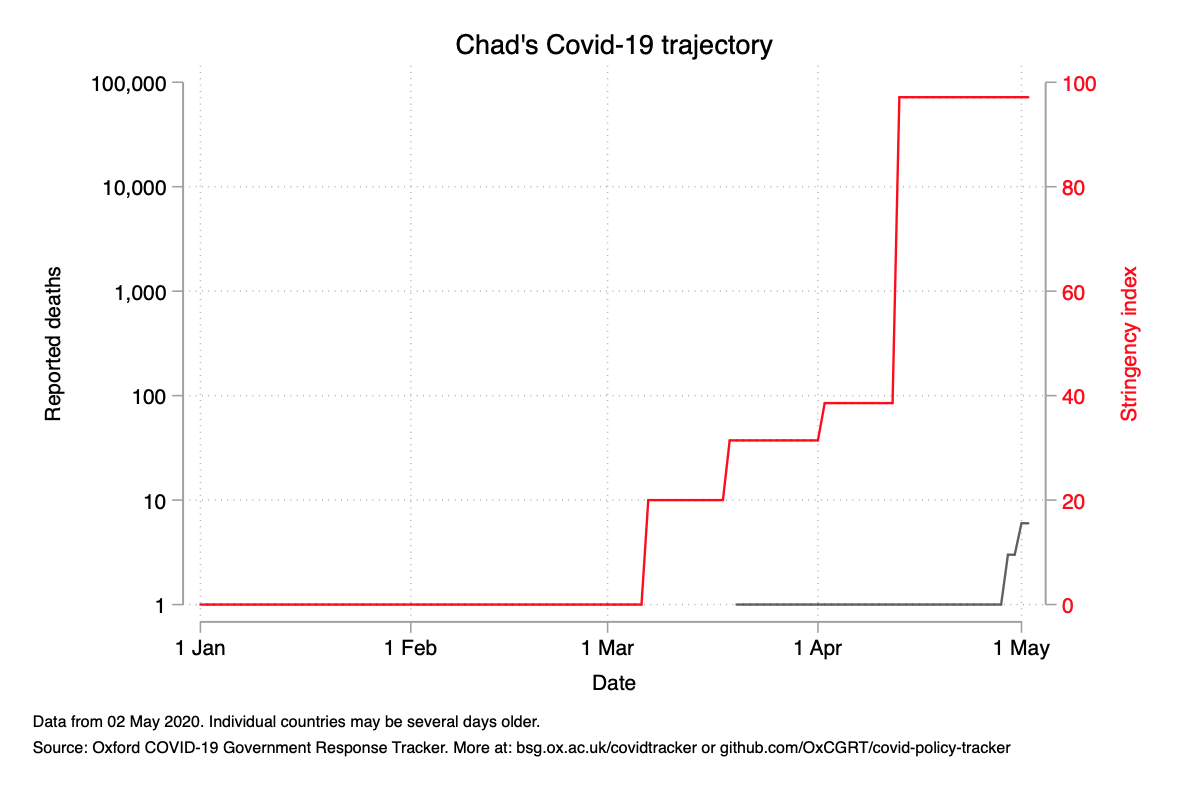 Chad's Covid-19 trajectory
100,000
10,000
1,000
100
10
1
Reported deaths
100
80
60
40
20
0
Stringency index
1 Jan
1 Feb
1 Mar
1 Apr
1 May
Date
Data from 02 May 2020. Individual countries may be several days older.
Source: Oxford COVID-19 Government Response Tracker. More at: bsg.ox.ac.uk/covidtracker or github.com/OxCGRT/covid-policy-tracker